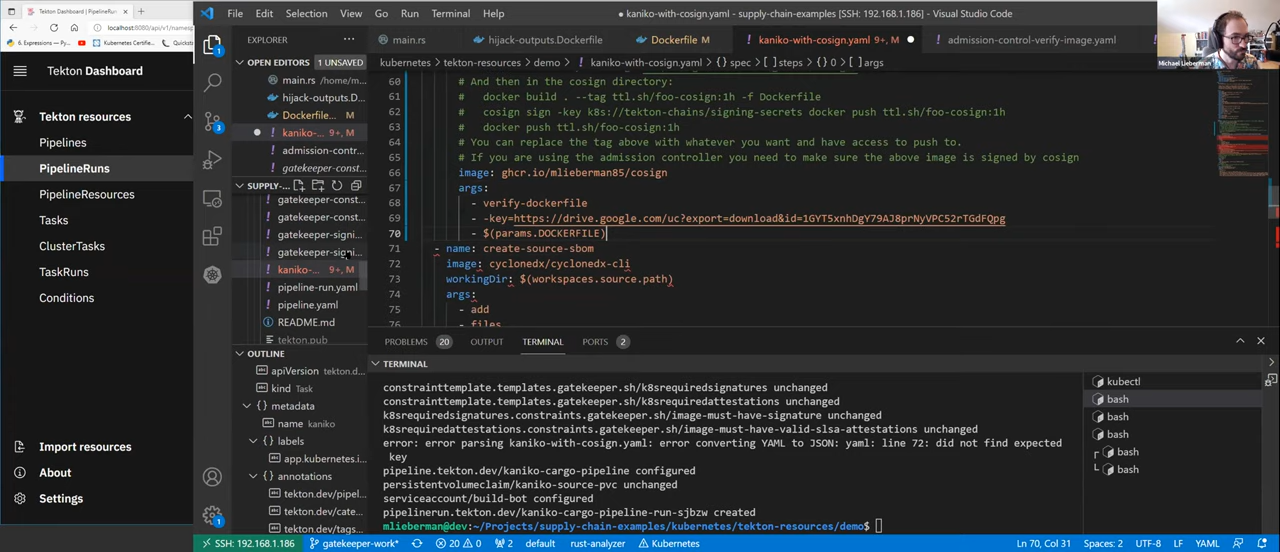 Tekton Dashboard
PipelineRuns
localhost:8080/api/v1/namesp
6. Expressions — Py...
Kubernetes Certific...
Quickstu
Tekton Dashboard
Tekton resources
Pipelines
PipelineRuns
PipelineResources
Tasks
ClusterTasks
TaskRuns
Conditions
Import resources
About
Settings
File Edit Selection View Go Run Terminal Help
● kaniko-with-cosign.yaml - supply-chain-examples [SSH: 192.168.1.186] - Visual Studio Code
Michael Lieberman
EXPLORER
OPEN EDITORS 1 UNSAVED
main.rs /home/m...
hijack-outputs.D...
Dockerfile... M
kaniko-... 9+, M
admission-contr...
gatekeeper-const...
SUPPLY-...
gatekeeper-const...
gatekeeper-const...
gatekeeper-signi...
gatekeeper-signi...
kaniko-... 9+, M
pipeline-run.yaml
pipeline.yaml
README.md
tekton.pub
OUTLINE
apiVersion tekton.d...
kind Task
{} metadata
name kaniko
{} labels
app.kubernetes.i...
{} annotations
tekton.dev/pipel...
tekton.dev/cate...
tekton.dev/tags...
main.rs
hijack-outputs.Dockerfile
Dockerfile M
kaniko-with-cosign.yaml 9+, M ●
admission-control-verify-image.yaml
kubernetes > tekton-resources > demo > kaniko-with-cosign.yaml > {} spec > [ ] steps > {} 0 > [ ] args
60 # And then in the cosign directory:
61 # docker build . --tag ttl.sh/foo-cosign:1h -f Dockerfile
62 # cosign sign -key k8s://tekton-chains/signing-secrets docker push ttl.sh/foo-cosign:1h
63 # docker push ttl.sh/foo-cosign:1h
64 # You can replace the tag above with whatever you want and have access to push to.
65 # If you are using the admission controller you need to make sure the above image is signed by cosign
66 image: ghcr.io/mlieberman85/cosign
67 args:
68 - verify-dockerfile
69 - -key=https://drive.google.com/uc?export=download&id=1GYT5xnhDgY79AJ8prNyVPC52rTGdFQpg
70 - $(params.DOCKERFILE)
71 - name: create-source-sbom
72 image: cyclonedx/cyclonedx-cli
73 workingDir: $(workspaces.source.path)
74 args:
75 - add
76 - files
PROBLEMS 20 OUTPUT TERMINAL PORTS 2
TERMINAL
constrainttemplate.templates.gatekeeper.sh/k8srequiredsignatures unchanged
constrainttemplate.templates.gatekeeper.sh/k8srequiredattestations unchanged
k8srequiredsignatures.constraints.gatekeeper.sh/image-must-have-signature unchanged
k8srequiredattestations.constraints.gatekeeper.sh/image-must-have-valid-slsa-attestations unchanged
error: error parsing kaniko-with-cosign.yaml: error converting YAML to JSON: yaml: line 72: did not find expected
key
pipeline.tekton.dev/kaniko-cargo-pipeline configured
persistentvolumeclaim/kaniko-source-pvc unchanged
serviceaccount/build-bot configured
pipelinerun.tekton.dev/kaniko-cargo-pipeline-run-sjbzw created
mlieberman@dev:~/Projects/supply-chain-examples/kubernetes/tekton-resources/demo$
kubectl
bash
bash
bash
bash
bash
SSH: 192.168.1.186
gatekeeper-work*
20 0
2
default
rust-analyzer
Kubernetes
Ln 70, Col 31
Spaces: 2
UTF-8
LF
YAML